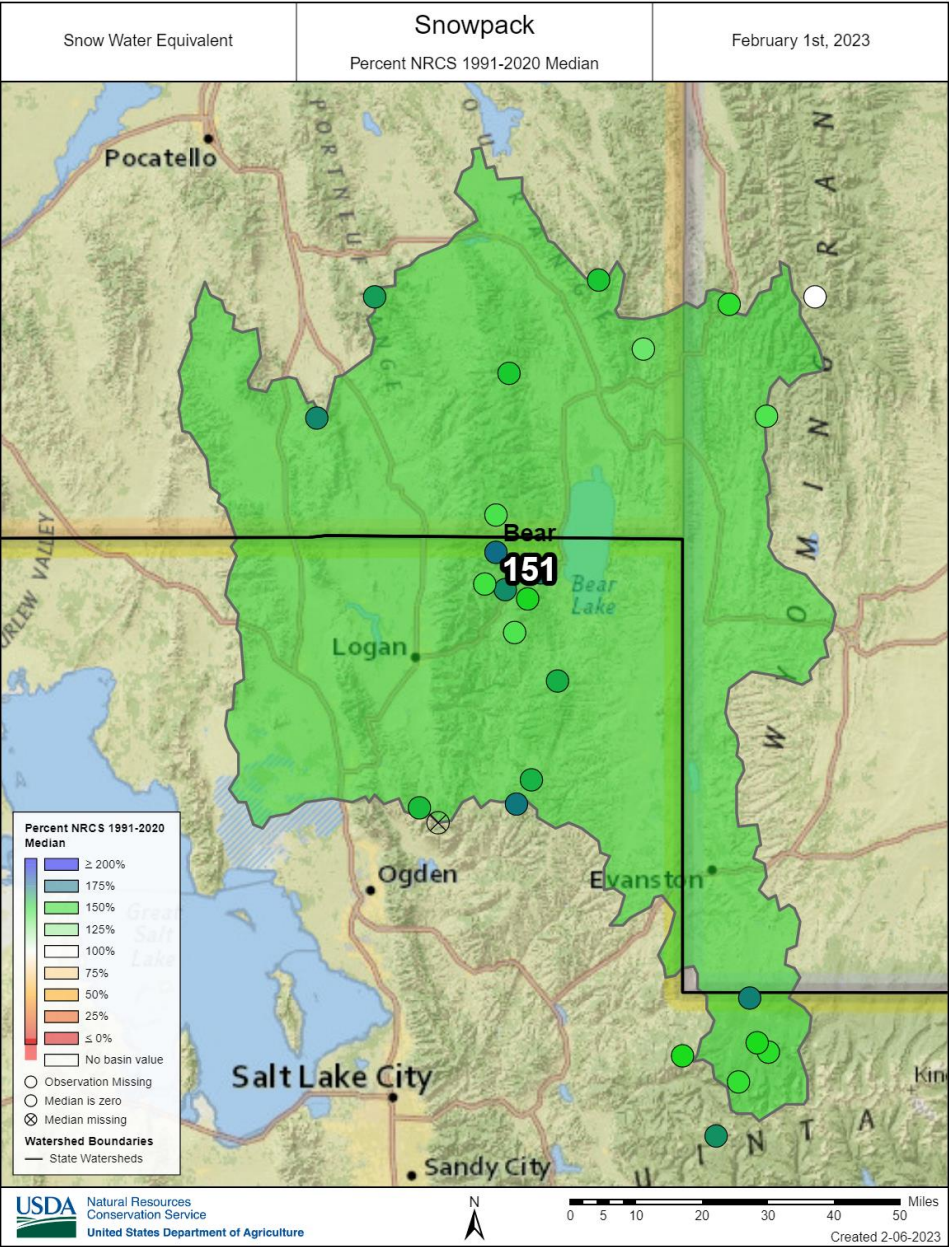 Snow Water Equivalent
Snowpack
Percent NRCS 1991-2020 Median
February 1st, 2023
Pocatello
PORTNEUF
RANGE
WYOMING
RAN
Bear
151
Bear
Lake
Logan
Ogden
Evanston
Great
Salt
Lake
Salt Lake City
Sandy City
UINTA
Kin
URLEW VALLEY
Percent NRCS 1991-2020
Median
≥ 200%
175%
150%
125%
100%
75%
50%
25%
≤ 0%
No basin value
Observation Missing
Median is zero
Median missing
Watershed Boundaries
State Watersheds
USDA
Natural Resources
Conservation Service
United States Department of Agriculture
N
Miles
0 5 10 20 30 40 50
Created 2-06-2023